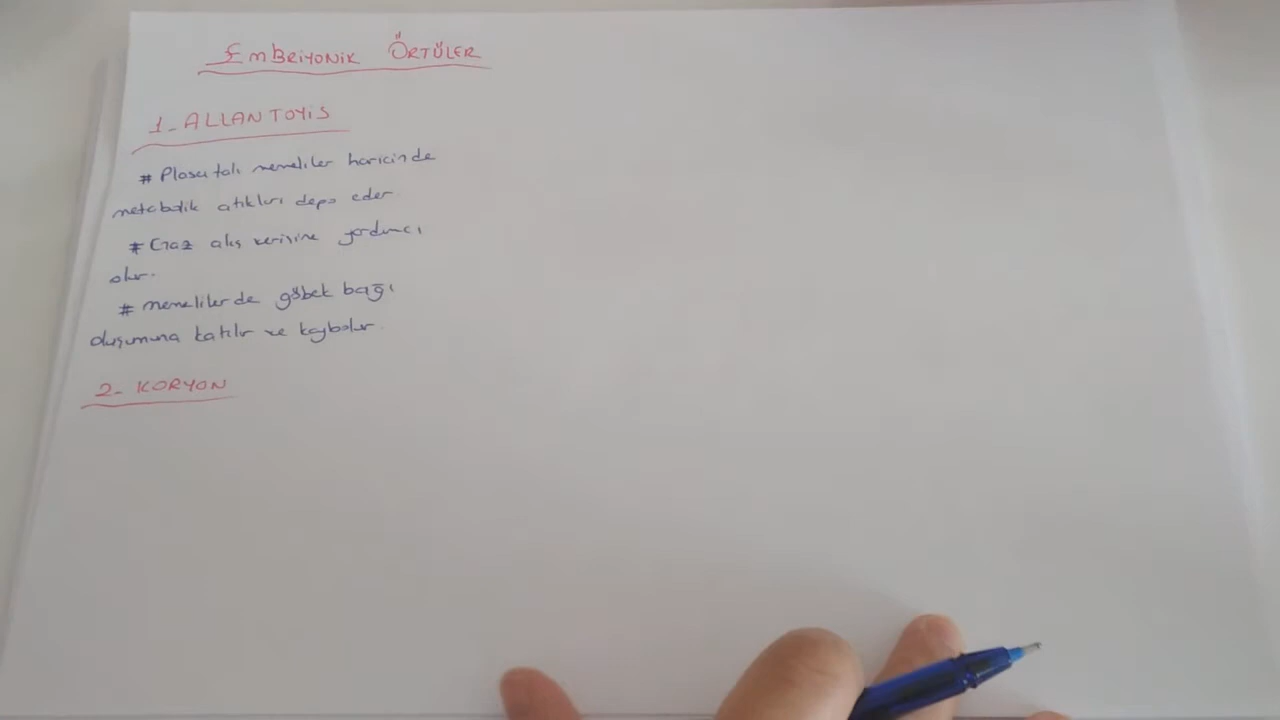 EmBriyoniK ÖRTÜLER
1- ALLANTOYiS
# Plasentalı memeliler haricinde
metabolik atıkları depo eder.
# Gaz alış verişine yardımcı
olur.
# memelilerde göbek bağı
oluşumuna katılır ve kaybolur.
2- KORYON